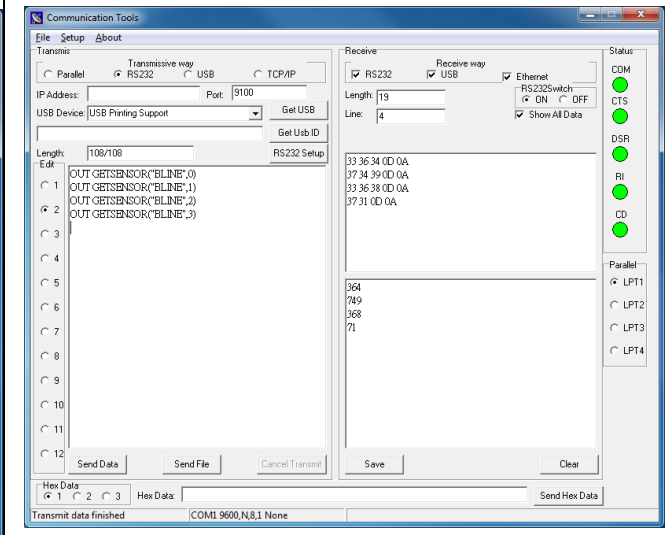 Communication Tools
File Setup About
Transmis
Transmissive way
Parallel RS232 USB TCP/IP
IP Address: Port: 9100
USB Device: USB Printing Support Get USB
Get Usb ID
Length: 108/108 RS232 Setup
Edit
1
2
3
4
5
6
7
8
9
10
11
12
OUT GETSENSOR("BLINE",0)
OUT GETSENSOR("BLINE",1)
OUT GETSENSOR("BLINE",2)
OUT GETSENSOR("BLINE",3)
Send Data Send File Cancel Transmit
Receive
Receive way
RS232 USB Ethernet
Length: 19
RS232Switch
ON OFF
Line: 4
Show All Data
33 36 34 0D 0A
37 34 39 0D 0A
33 36 38 0D 0A
37 31 0D 0A
364
749
368
71
Save Clear
Status
COM
CTS
DSR
RI
CD
Parallel
LPT1
LPT2
LPT3
LPT4
Hex Data
1 2 3 Hex Data: Send Hex Data
Transmit data finished COM1 9600,N,8,1 None